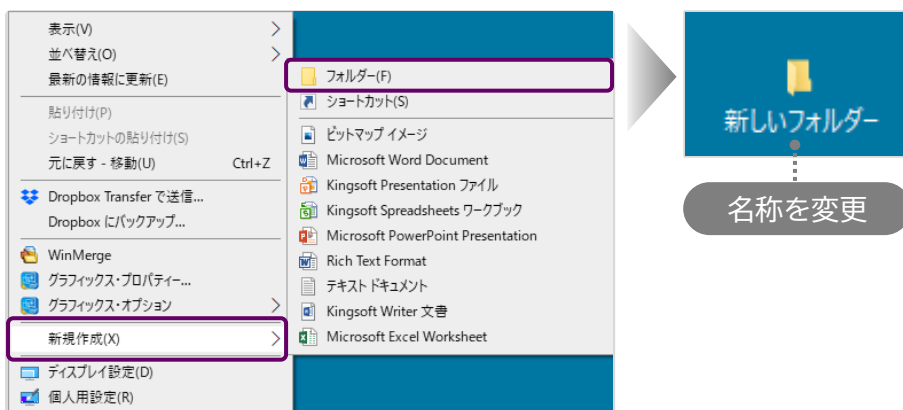 表示(V)
並べ替え(O)
最新の情報に更新(E)
貼り付け(P)
ショートカットの貼り付け(S)
元に戻す - 移動(U) Ctrl+Z
Dropbox Transfer で送信...
Dropbox にバックアップ...
WinMerge
グラフィックス・プロパティー...
グラフィックス・オプション
新規作成(X)
ディスプレイ設定(D)
個人用設定(R)
フォルダー(F)
ショートカット(S)
ビットマップ イメージ
Microsoft Word Document
Kingsoft Presentation ファイル
Kingsoft Spreadsheets ワークブック
Microsoft PowerPoint Presentation
Rich Text Format
テキスト ドキュメント
Kingsoft Writer 文書
Microsoft Excel Worksheet
新しいフォルダー
名称を変更